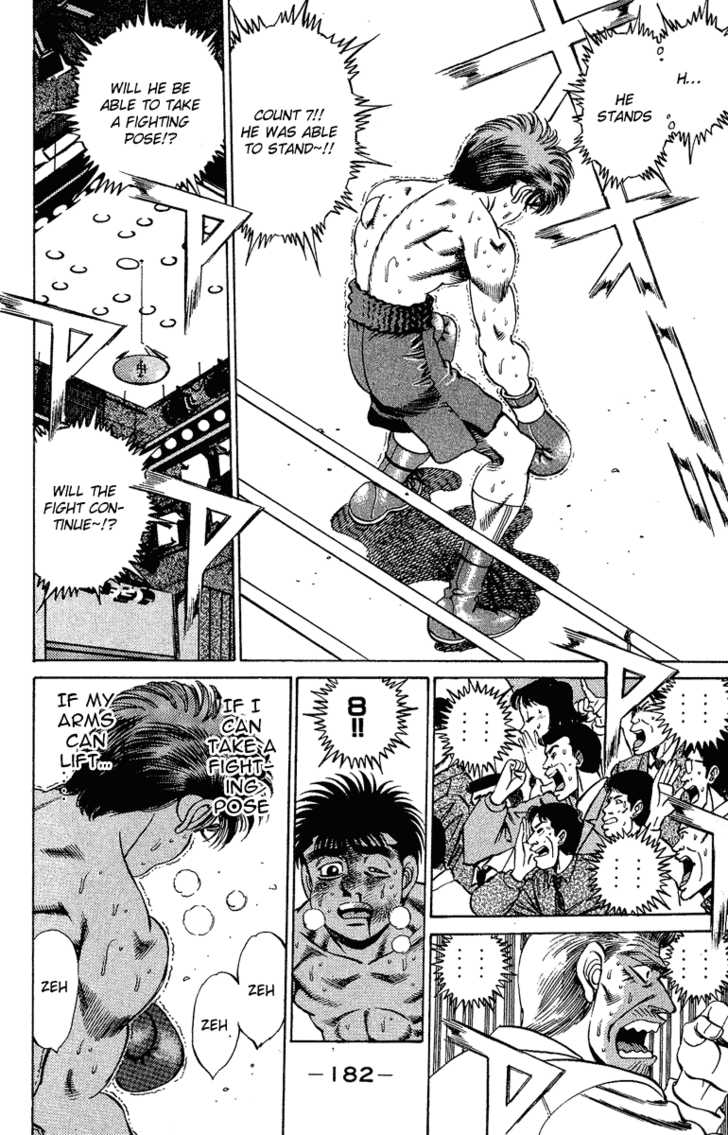 H...
HE
STANDS
COUNT 7!!
HE WAS ABLE
TO STAND~!!
WILL HE BE
ABLE TO TAKE
A FIGHTING
POSE!?
WILL THE
FIGHT CON-
TINUE~!?
8
!!
IF I
CAN
TAKE A
FIGHT-
ING
POSE
IF MY
ARMS
CAN
LIFT...
ZEH
ZEH
ZEH
—182—